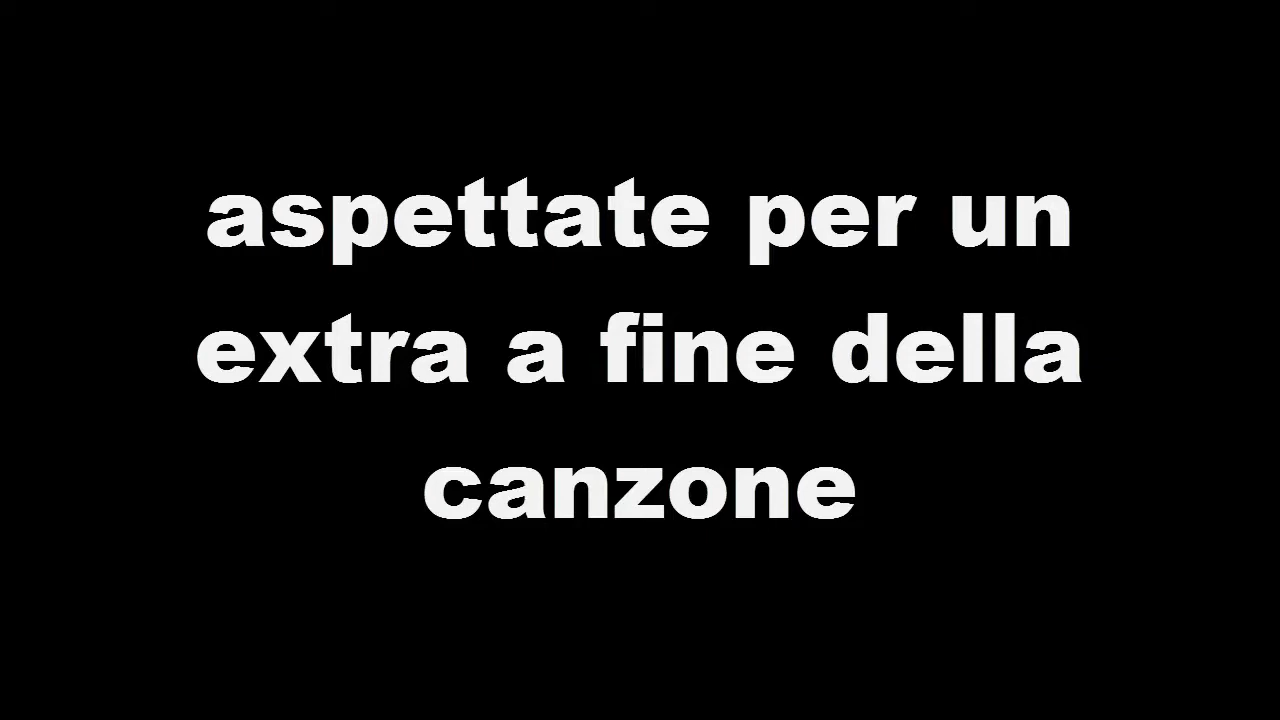 aspettate per un
extra a fine della
canzone